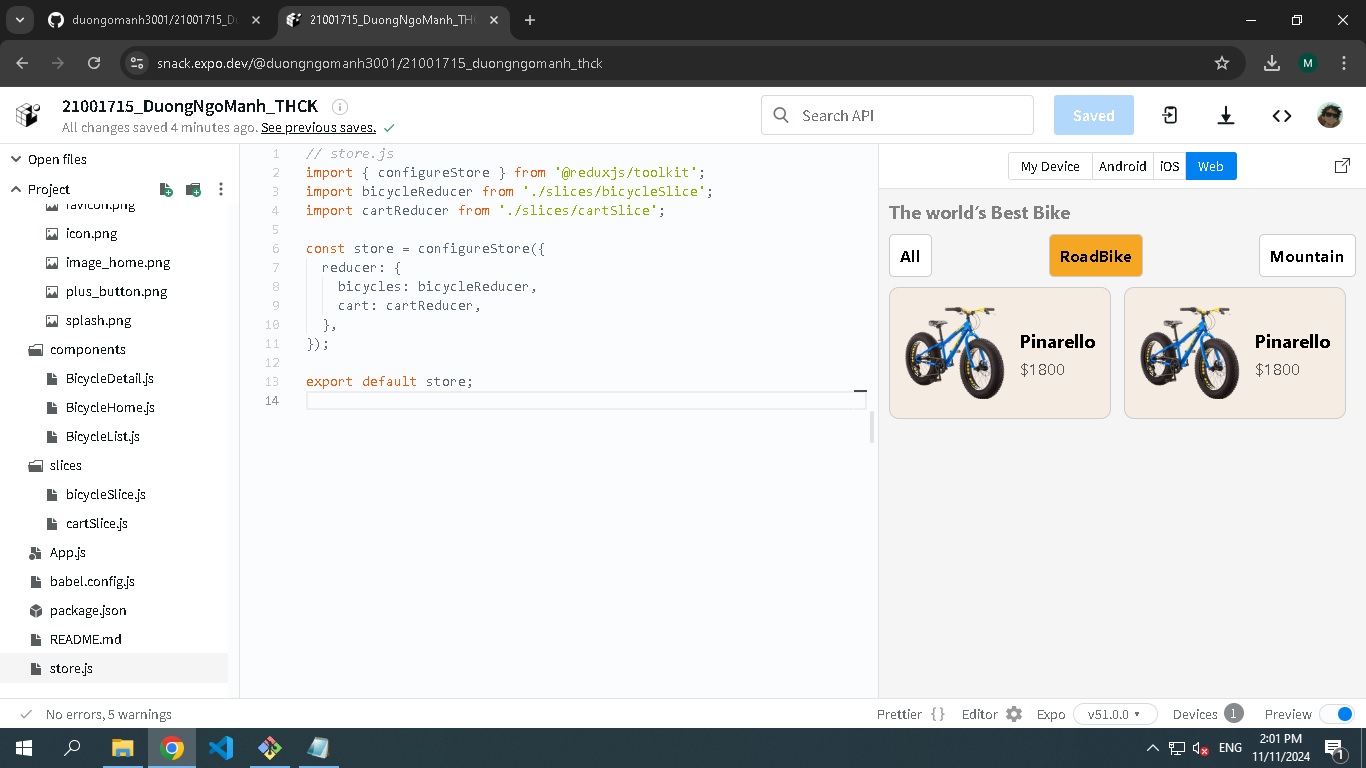 duongomanh3001/21001715_Du
21001715_DuongNgoManh_TH
snack.expo.dev/@duongngomanh3001/21001715_duongngomanh_thck
M
21001715_DuongNgoManh_THCK
All changes saved 4 minutes ago. See previous saves.
Search API
Saved
Open files
Project
favicon.png
icon.png
image_home.png
plus_button.png
splash.png
components
BicycleDetail.js
BicycleHome.js
BicycleList.js
slices
bicycleSlice.js
cartSlice.js
App.js
babel.config.js
package.json
README.md
store.js
1 // store.js
2 import { configureStore } from '@reduxjs/toolkit';
3 import bicycleReducer from './slices/bicycleSlice';
4 import cartReducer from './slices/cartSlice';
5
6 const store = configureStore({
7 reducer: {
8 bicycles: bicycleReducer,
9 cart: cartReducer,
10 },
11 });
12
13 export default store;
14
My Device Android iOS Web
The world's Best Bike
All RoadBike Mountain
Pinarello
$1800
Pinarello
$1800
No errors, 5 warnings
Prettier {} Editor Expo v51.0.0 Devices 1 Preview
ENG
2:01 PM
11/11/2024
1